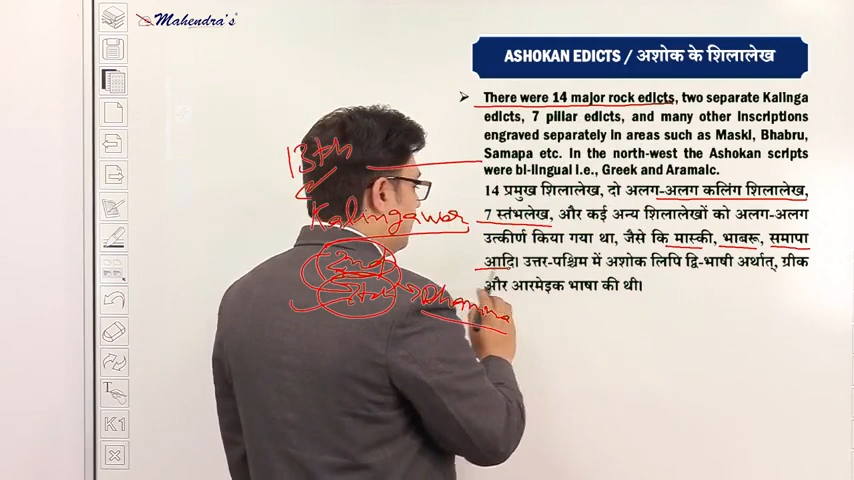 Mahendra's
ASHOKAN EDICTS / अशोक के शिलालेख
➤ There were 14 major rock edicts, two separate Kalinga
edicts, 7 pillar edicts, and many other Inscriptions
engraved separately in areas such as Maski, Bhabru,
Samapa etc. In the north-west the Ashokan scripts
were bi-lingual i.e., Greek and Aramaic.
14 प्रमुख शिलालेख, दो अलग-अलग कलिंग शिलालेख,
7 स्तंभलेख, और कई अन्य शिलालेखों को अलग-अलग
उत्कीर्ण किया गया था, जैसे कि मास्की, भाबरू, समापा
आदि। उत्तर-पश्चिम में अशोक लिपि द्वि-भाषी अर्थात्, ग्रीक
और आरमेइक भाषा की थी।
13th
Kalingawar
2nd
7th → Dhamma
T
K1